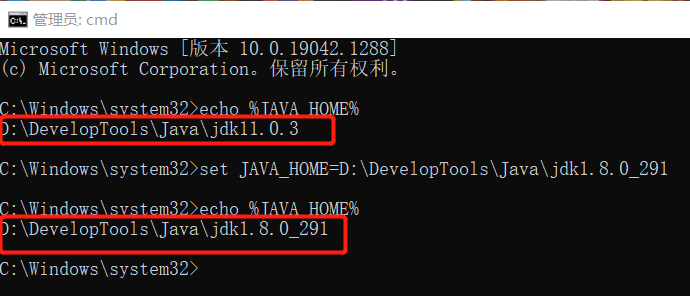 管理员: cmd
Microsoft Windows [版本 10.0.19042.1288]
(c) Microsoft Corporation。保留所有权利。
C:\Windows\system32>echo %JAVA_HOME%
D:\DevelopTools\Java\jdk11.0.3
C:\Windows\system32>set JAVA_HOME=D:\DevelopTools\Java\jdk1.8.0_291
C:\Windows\system32>echo %JAVA_HOME%
D:\DevelopTools\Java\jdk1.8.0_291
C:\Windows\system32>